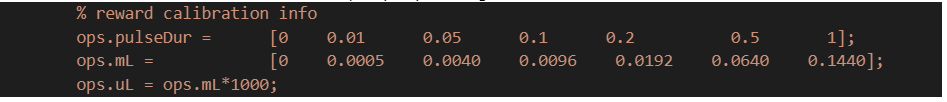 % reward calibration info
ops.pulseDur = [0 0.01 0.05 0.1 0.2 0.5 1];
ops.mL = [0 0.0005 0.0040 0.0096 0.0192 0.0640 0.1440];
ops.uL = ops.mL*1000;